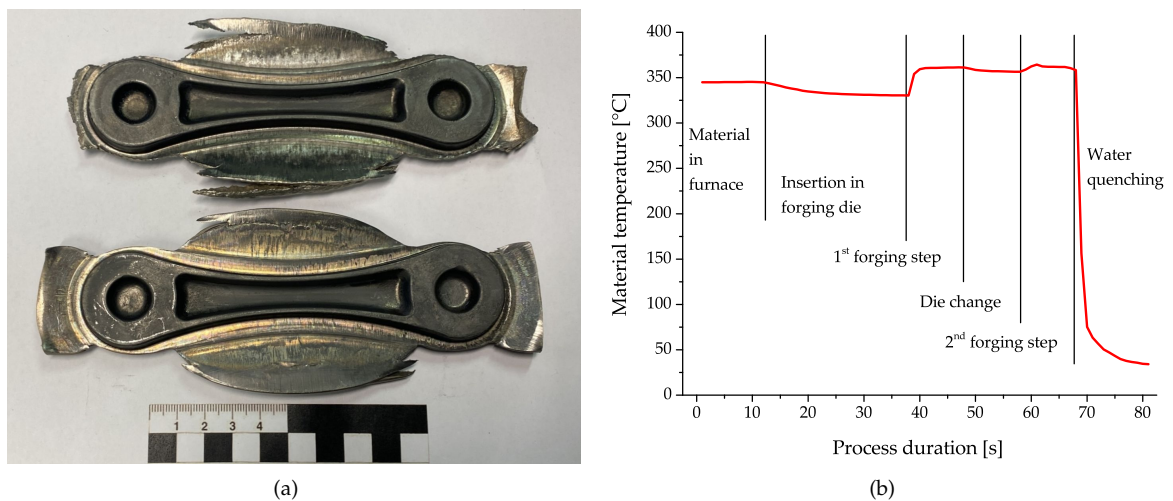 1 2 3 4
(a)
Material temperature [°C]
400
350
300
250
200
150
100
50
0
Material
in
furnace
Insertion in
forging die
1st forging step
Die change
2nd forging step
Water
quenching
0 10 20 30 40 50 60 70 80
Process duration [s]
(b)